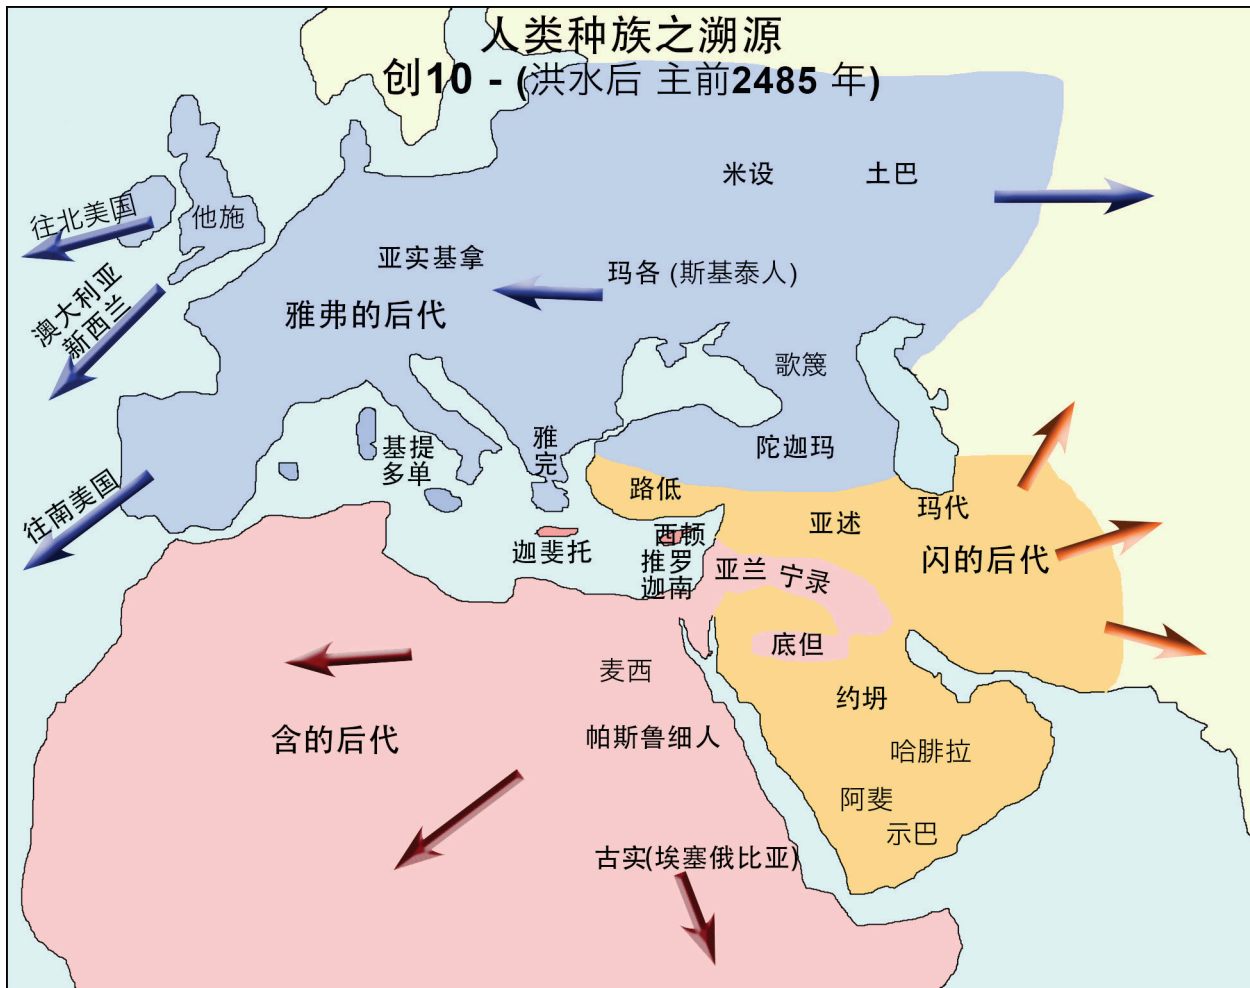 人类种族之溯源
创10 - (洪水后 主前2485 年)
米设
土巴
往北美国
他施
亚实基拿
玛各 (斯基泰人)
澳大利亚
新西兰
雅弗的后代
歌篾
基提
多单
雅
完
陀迦玛
往南美国
路低
亚述
玛代
迦斐托
西顿
推罗
迦南
亚兰
宁录
闪的后代
底但
麦西
约坍
含的后代
帕斯鲁细人
哈腓拉
阿斐
示巴
古实(埃塞俄比亚)